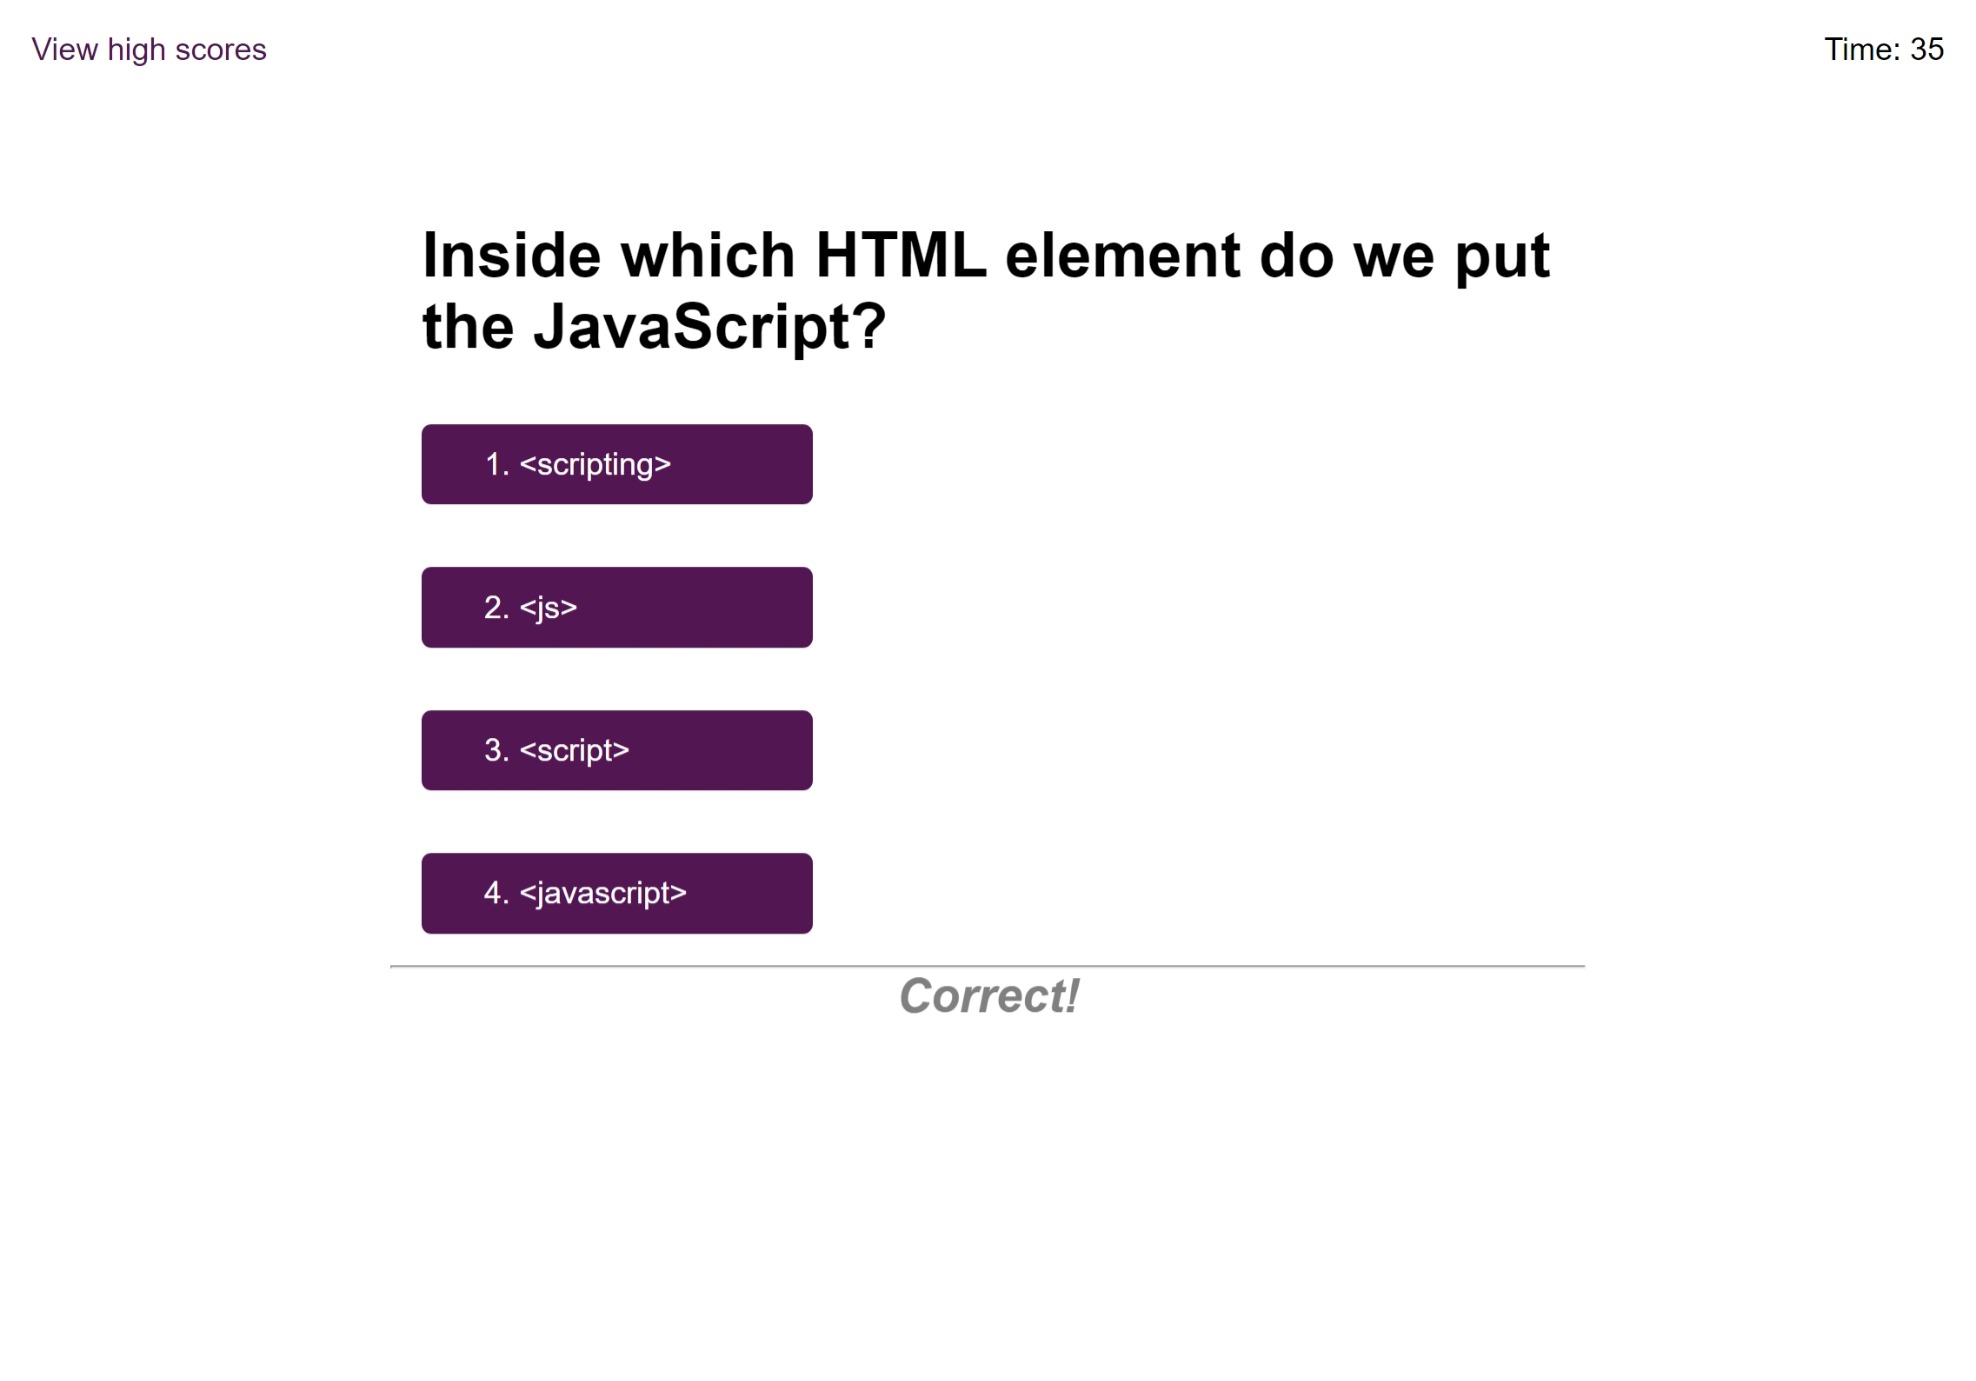 View high scores
Time: 35
Inside which HTML element do we put
the JavaScript?
1. <scripting>
2. <js>
3. <script>
4. <javascript>
Correct!